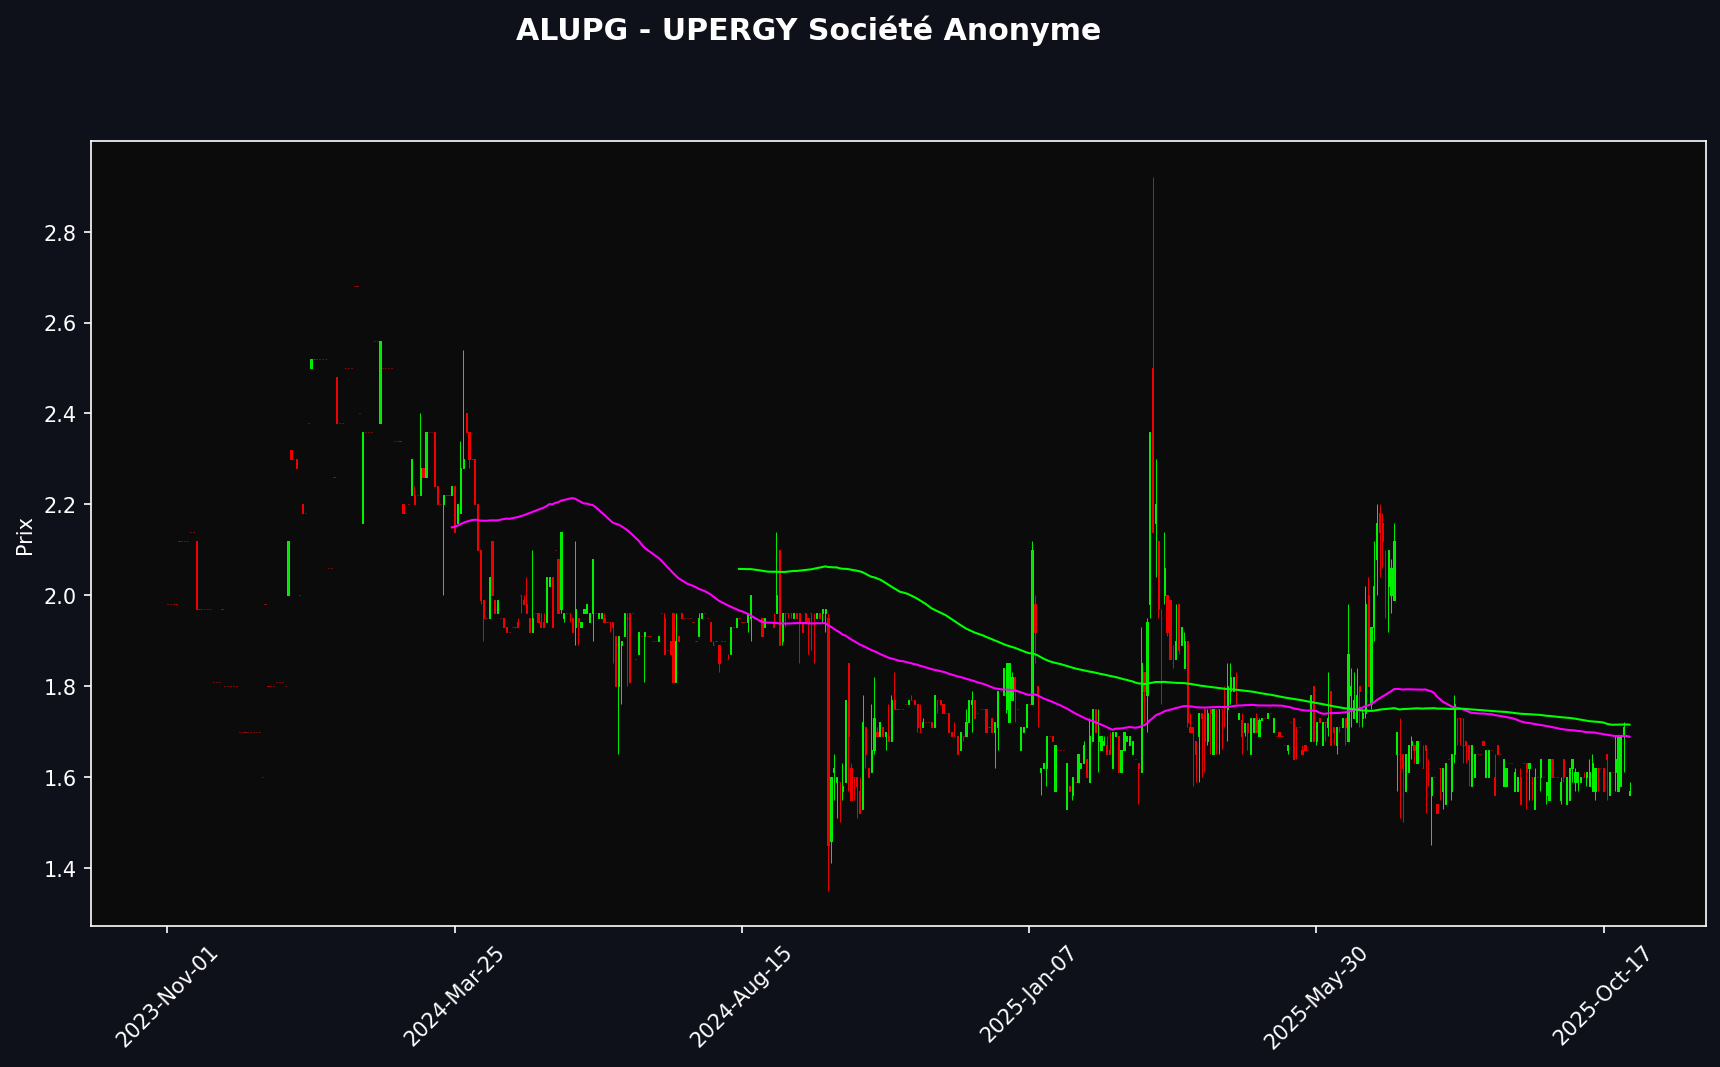 ALUPG - UPERGY Société Anonyme
Prix
2.8
2.6
2.4
2.2
2.0
1.8
1.6
1.4
2023-Nov-01
2024-Mar-25
2024-Aug-15
2025-Jan-07
2025-May-30
2025-Oct-17